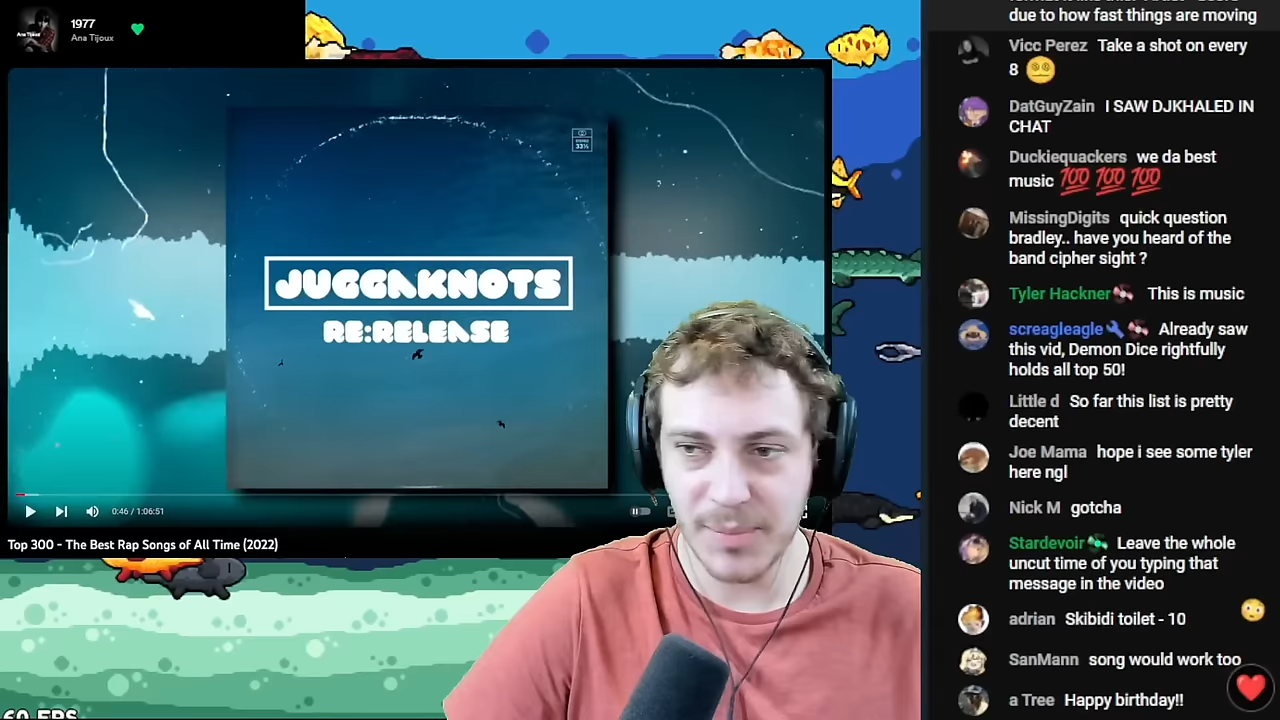 1977
Ana Tijoux
33⅓
JUGGAKNOTS
RE:RELEASE
0:46 / 1:06:51
Top 300 - The Best Rap Songs of All Time (2022)
60 FPS
due to how fast things are moving
Vicc Perez Take a shot on every
8 😵‍💫
DatGuyZain I SAW DJKHALED IN
CHAT
Duckiequackers we da best
music 💯 💯 💯
MissingDigits quick question
bradley.. have you heard of the
band cipher sight ?
Tyler Hackner This is music
screagleagle🔧 Already saw
this vid, Demon Dice rightfully
holds all top 50!
Little d So far this list is pretty
decent
Joe Mama hope i see some tyler
here ngl
Nick M gotcha
Stardevoir Leave the whole
uncut time of you typing that
message in the video
adrian Skibidi toilet - 10
SanMann song would work too
a Tree Happy birthday!!